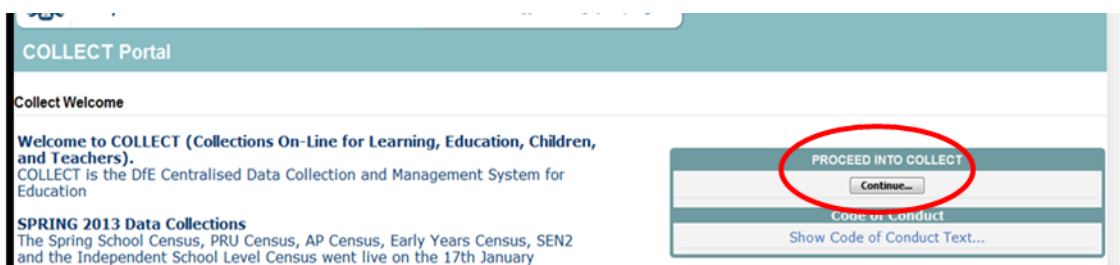 COLLECT Portal
Collect Welcome
Welcome to COLLECT (Collections On-Line for Learning, Education, Children,
and Teachers).
COLLECT is the DfE Centralised Data Collection and Management System for
Education
SPRING 2013 Data Collections
The Spring School Census, PRU Census, AP Census, Early Years Census, SEN2
and the Independent School Level Census went live on the 17th January
PROCEED INTO COLLECT
Continue...
Code of Conduct
Show Code of Conduct Text...